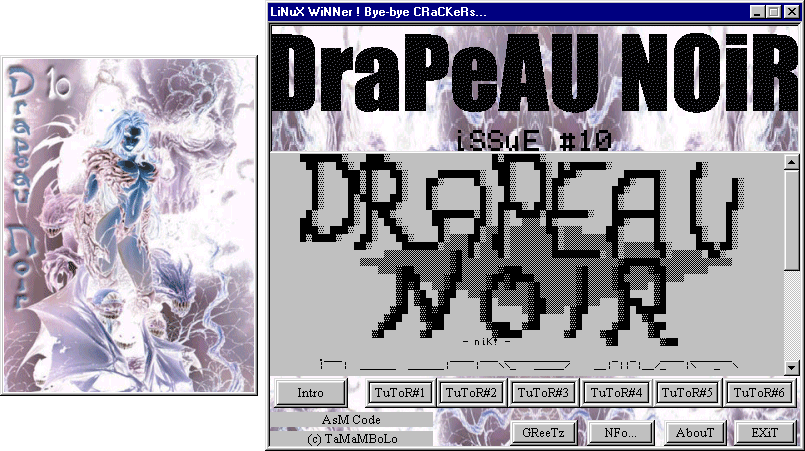 10
Drapeau Noir
LiNuX WiNNer ! Bye-bye CRaCKeRs...
DraPeAU NOiR
iSSuE #10
DRAPEAU
NOIR
- niK! -
Intro
TuToR#1 TuToR#2 TuToR#3 TuToR#4 TuToR#5 TuToR#6
AsM Code
(c) TaMaMBoLo
GReeTz NFo... AbouT EXiT